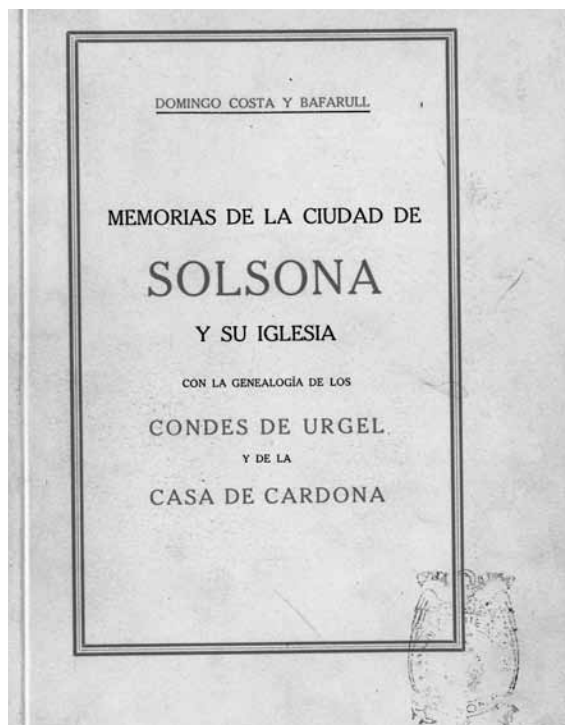 DOMINGO COSTA Y BAFARULL
MEMORIAS DE LA CIUDAD DE
SOLSONA
Y SU IGLESIA
CON LA GENEALOGÍA DE LOS
CONDES DE URGEL
Y DE LA
CASA DE CARDONA